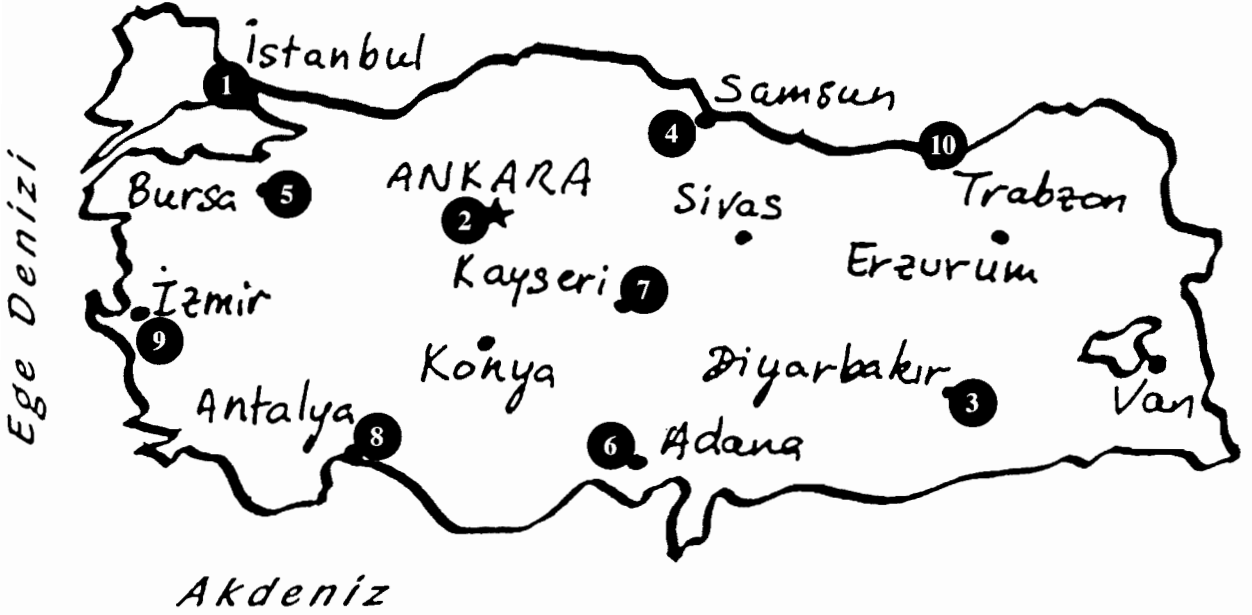 İstanbul
1
Samsun
4
10
Ege Denizi
Bursa
5
ANKARA
2
Sivas
Trabzon
Erzurum
Kayseri
7
İzmir
9
Konya
Diyarbakır
3
Van
Antalya
8
6
Adana
Akdeniz